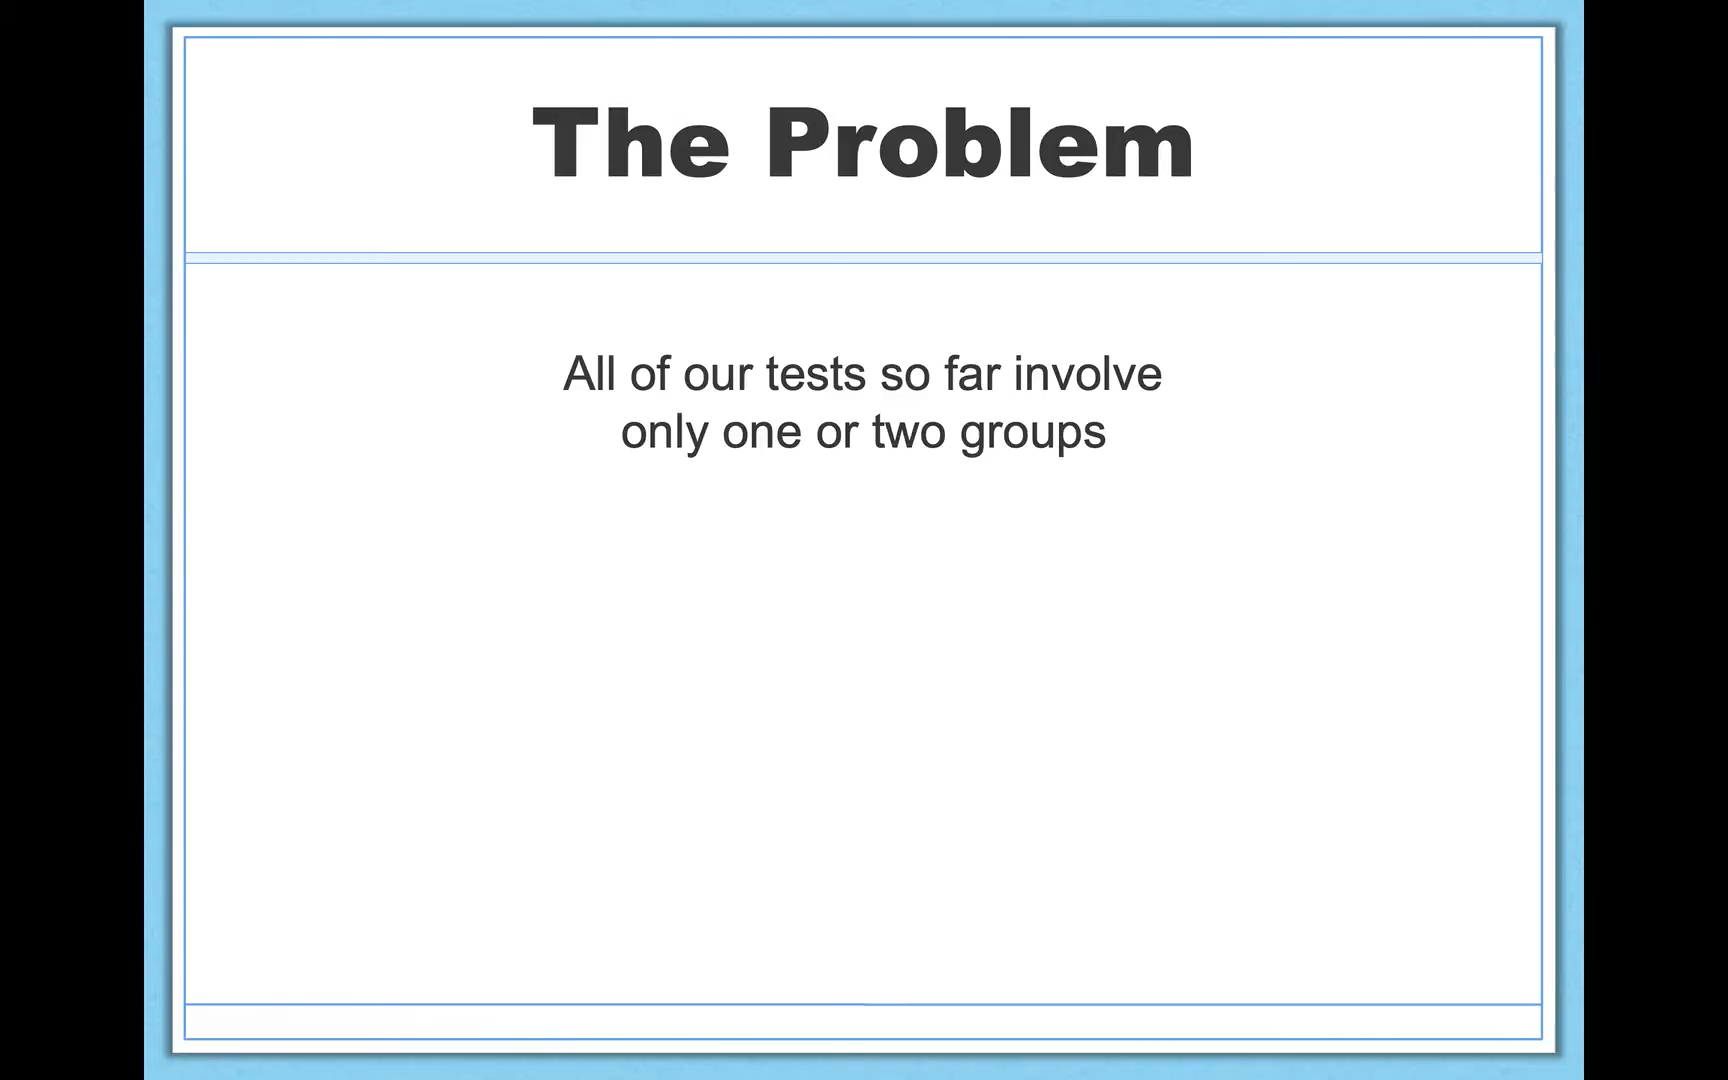 The Problem
All of our tests so far involve
only one or two groups